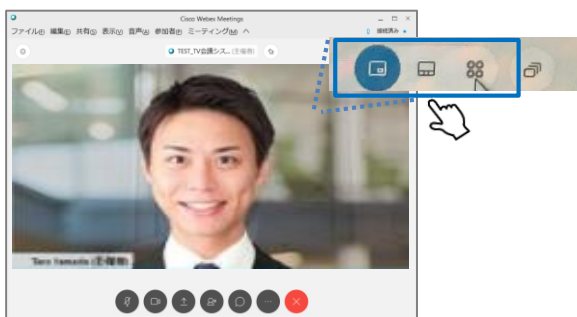 Cisco Webex Meetings
ファイル(F) 編集(E) 共有(S) 表示(V) 音声(A) 参加者(P) ミーティング(M) ヘ 接続済み
TEST_TV会議シス... (主催者)
Taro Yamada (主催者)